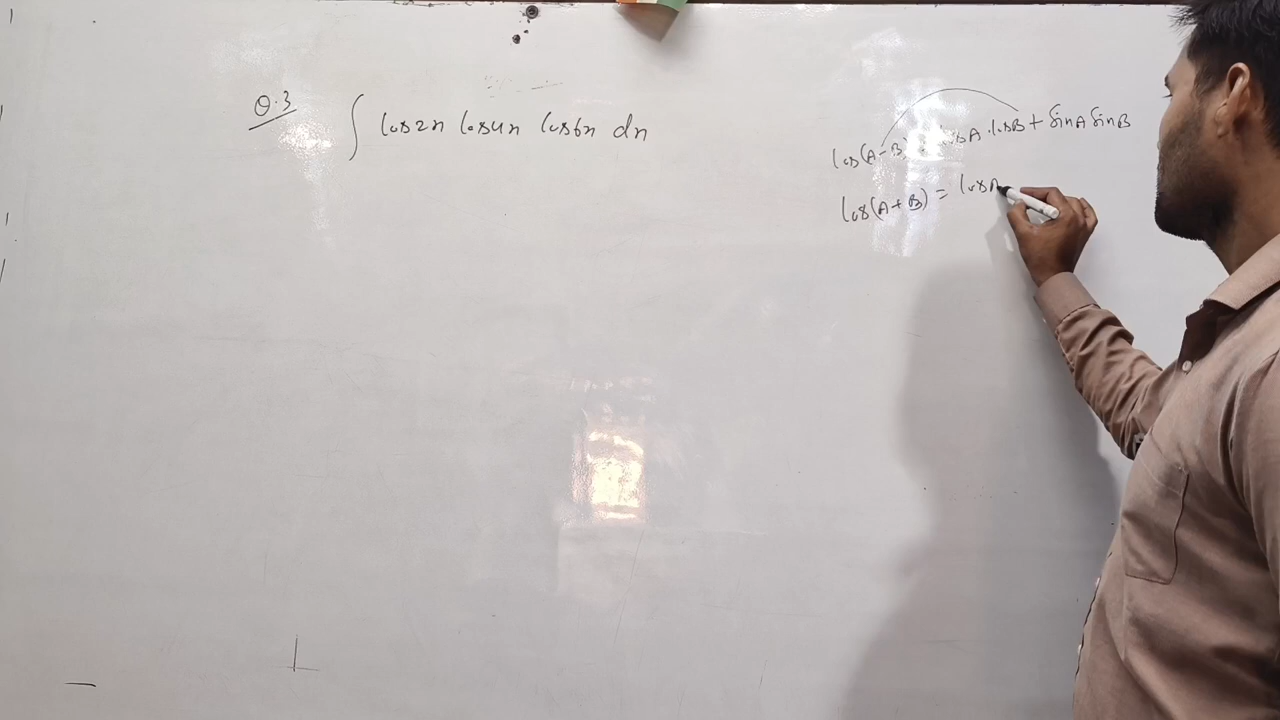 Q.3 ∫ cos2x cos4x cos6x dx
cos(A-B) = cosA.cosB + sinA sinB
cos(A+B) = cosA